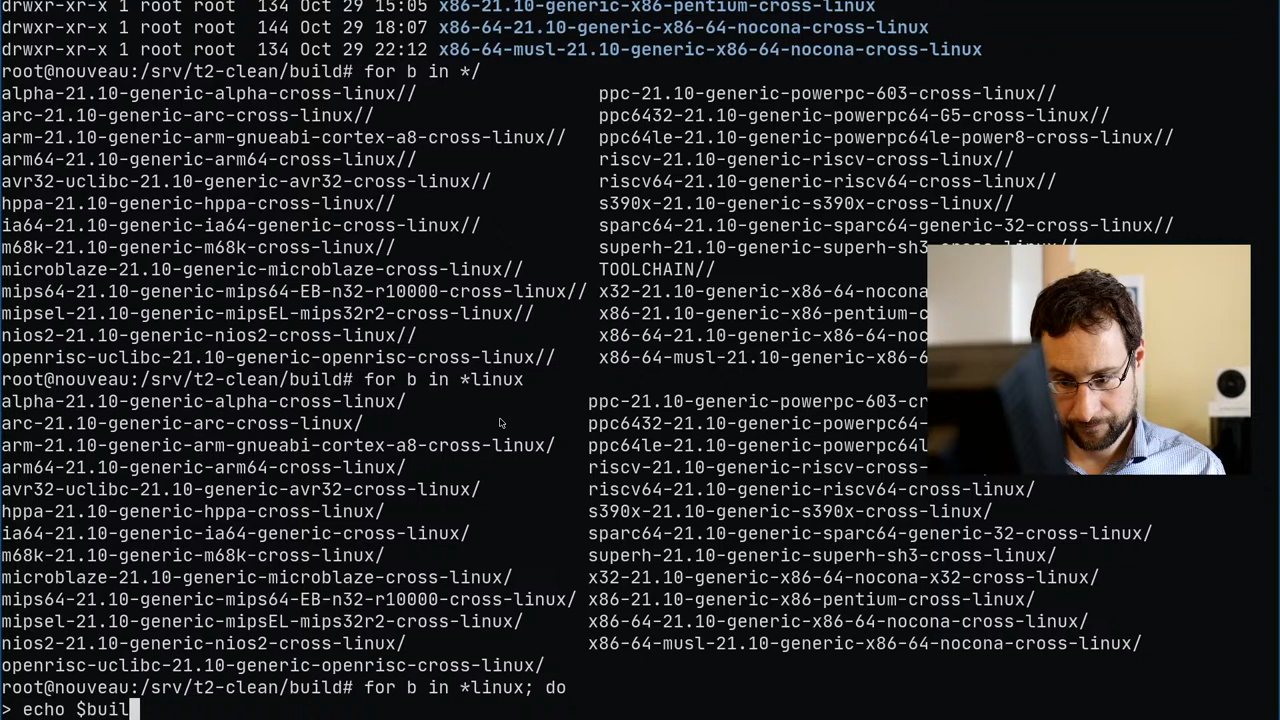 drwxr-xr-x 1 root root  134 Oct 29 15:05 x86-21.10-generic-x86-pentium-cross-linux
drwxr-xr-x 1 root root  144 Oct 29 18:07 x86-64-21.10-generic-x86-64-nocona-cross-linux
drwxr-xr-x 1 root root  134 Oct 29 22:12 x86-64-musl-21.10-generic-x86-64-nocona-cross-linux
root@nouveau:/srv/t2-clean/build# for b in */
alpha-21.10-generic-alpha-cross-linux// ppc-21.10-generic-powerpc-603-cross-linux//
arc-21.10-generic-arc-cross-linux// ppc6432-21.10-generic-powerpc64-G5-cross-linux//
arm-21.10-generic-arm-gnueabi-cortex-a8-cross-linux// ppc64le-21.10-generic-powerpc64le-power8-cross-linux//
arm64-21.10-generic-arm64-cross-linux// riscv-21.10-generic-riscv-cross-linux//
avr32-uclibc-21.10-generic-avr32-cross-linux// riscv64-21.10-generic-riscv64-cross-linux//
hppa-21.10-generic-hppa-cross-linux// s390x-21.10-generic-s390x-cross-linux//
ia64-21.10-generic-ia64-generic-cross-linux// sparc64-21.10-generic-sparc64-generic-32-cross-linux//
m68k-21.10-generic-m68k-cross-linux// superh-21.10-generic-superh-sh3-cross-linux//
microblaze-21.10-generic-microblaze-cross-linux// TOOLCHAIN//
mips64-21.10-generic-mips64-EB-n32-r10000-cross-linux// x32-21.10-generic-x86-64-nocona
mipsel-21.10-generic-mipsEL-mips32r2-cross-linux// x86-21.10-generic-x86-pentium-c
nios2-21.10-generic-nios2-cross-linux// x86-64-21.10-generic-x86-64-noc
openrisc-uclibc-21.10-generic-openrisc-cross-linux// x86-64-musl-21.10-generic-x86-6
root@nouveau:/srv/t2-clean/build# for b in *linux
alpha-21.10-generic-alpha-cross-linux/ ppc-21.10-generic-powerpc-603-cr
arc-21.10-generic-arc-cross-linux/ ppc6432-21.10-generic-powerpc64-
arm-21.10-generic-arm-gnueabi-cortex-a8-cross-linux/ ppc64le-21.10-generic-powerpc64l
arm64-21.10-generic-arm64-cross-linux/ riscv-21.10-generic-riscv-cross-
avr32-uclibc-21.10-generic-avr32-cross-linux/ riscv64-21.10-generic-riscv64-cross-linux/
hppa-21.10-generic-hppa-cross-linux/ s390x-21.10-generic-s390x-cross-linux/
ia64-21.10-generic-ia64-generic-cross-linux/ sparc64-21.10-generic-sparc64-generic-32-cross-linux/
m68k-21.10-generic-m68k-cross-linux/ superh-21.10-generic-superh-sh3-cross-linux/
microblaze-21.10-generic-microblaze-cross-linux/ x32-21.10-generic-x86-64-nocona-x32-cross-linux/
mips64-21.10-generic-mips64-EB-n32-r10000-cross-linux/ x86-21.10-generic-x86-pentium-cross-linux/
mipsel-21.10-generic-mipsEL-mips32r2-cross-linux/ x86-64-21.10-generic-x86-64-nocona-cross-linux/
nios2-21.10-generic-nios2-cross-linux/ x86-64-musl-21.10-generic-x86-64-nocona-cross-linux/
openrisc-uclibc-21.10-generic-openrisc-cross-linux/
root@nouveau:/srv/t2-clean/build# for b in *linux; do
> echo $buil